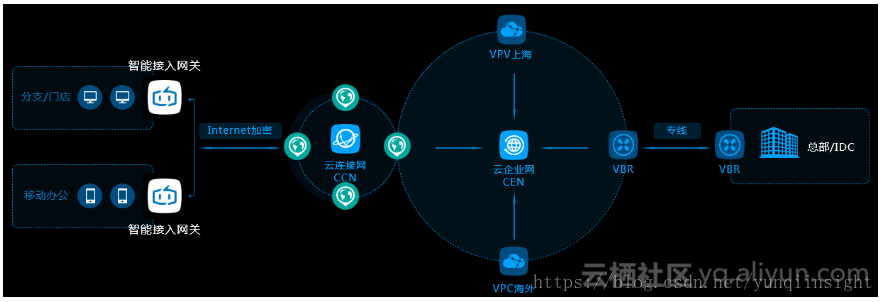 VPV上海
智能接入网关
分支/门店
Internet加密
专线
云连接网
CCN
云企业网
CEN
VBR
VBR
总部/IDC
移动办公
智能接入网关
VPC海外
云栖社区 yq.aliyun.com
https://blog.csdn.net/yunqiinsight